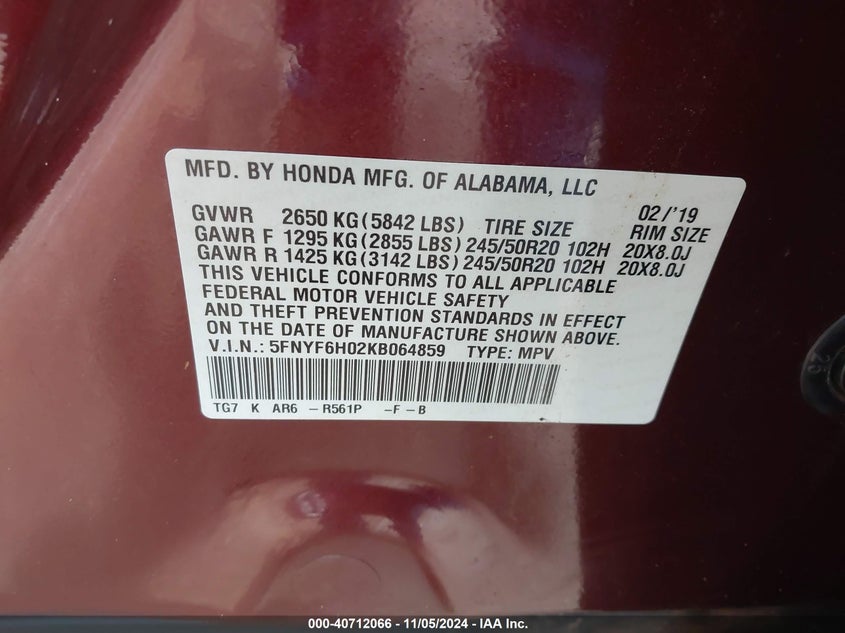 MFD. BY HONDA MFG. OF ALABAMA, LLC
GVWR 2650 KG (5842 LBS) TIRE SIZE 02/'19 RIM SIZE
GAWR F 1295 KG (2855 LBS) 245/50R20 102H 20X8.0J
GAWR R 1425 KG (3142 LBS) 245/50R20 102H 20X8.0J
THIS VEHICLE CONFORMS TO ALL APPLICABLE
FEDERAL MOTOR VEHICLE SAFETY
AND THEFT PREVENTION STANDARDS IN EFFECT
ON THE DATE OF MANUFACTURE SHOWN ABOVE.
V.I.N.: 5FNYF6H02KB064859 TYPE: MPV
TG7 K AR6 -R561P -F-B
25
000-40712066 - 11/05/2024 - IAA Inc.